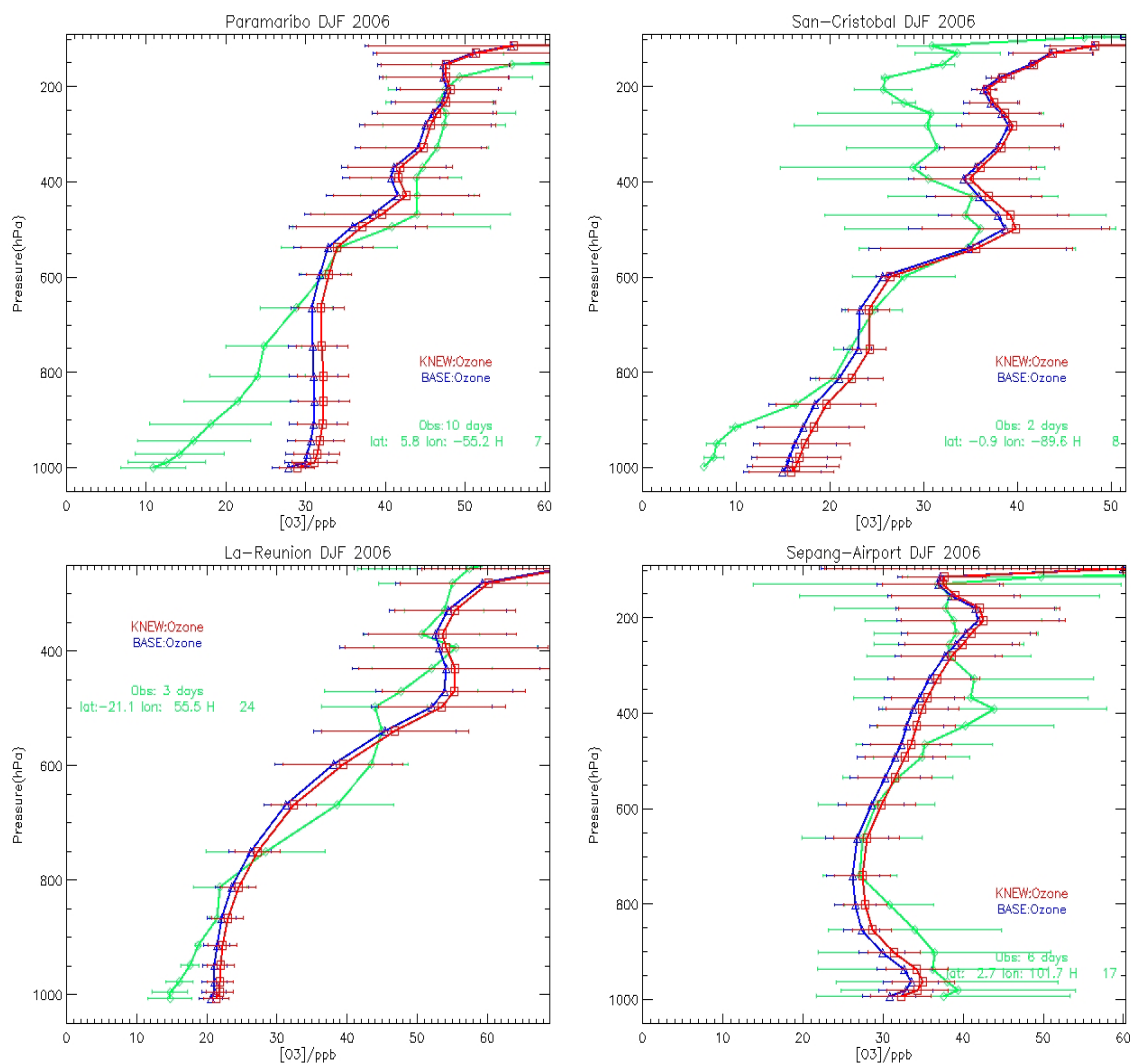 Paramaribo DJF 2006
Pressure(hPa)
200
400
600
800
1000
KNEW:Ozone
BASE:Ozone
Obs: 10 days
lat: 5.8 lon: -55.2 H 7
0 10 20 30 40 50 60
[O3]/ppb
San-Cristobal DJF 2006
Pressure(hPa)
200
400
600
800
1000
KNEW:Ozone
BASE:Ozone
Obs: 2 days
lat: -0.9 lon: -89.6 H 8
0 10 20 30 40 50
[O3]/ppb
La-Reunion DJF 2006
Pressure(hPa)
400
600
800
1000
KNEW:Ozone
BASE:Ozone
Obs: 3 days
lat:-21.1 lon: 55.5 H 24
0 10 20 30 40 50 60
[O3]/ppb
Sepang-Airport DJF 2006
Pressure(hPa)
200
400
600
800
1000
KNEW:Ozone
BASE:Ozone
Obs: 6 days
lat: 2.7 lon: 101.7 H 17
0 10 20 30 40 50 60
[O3]/ppb